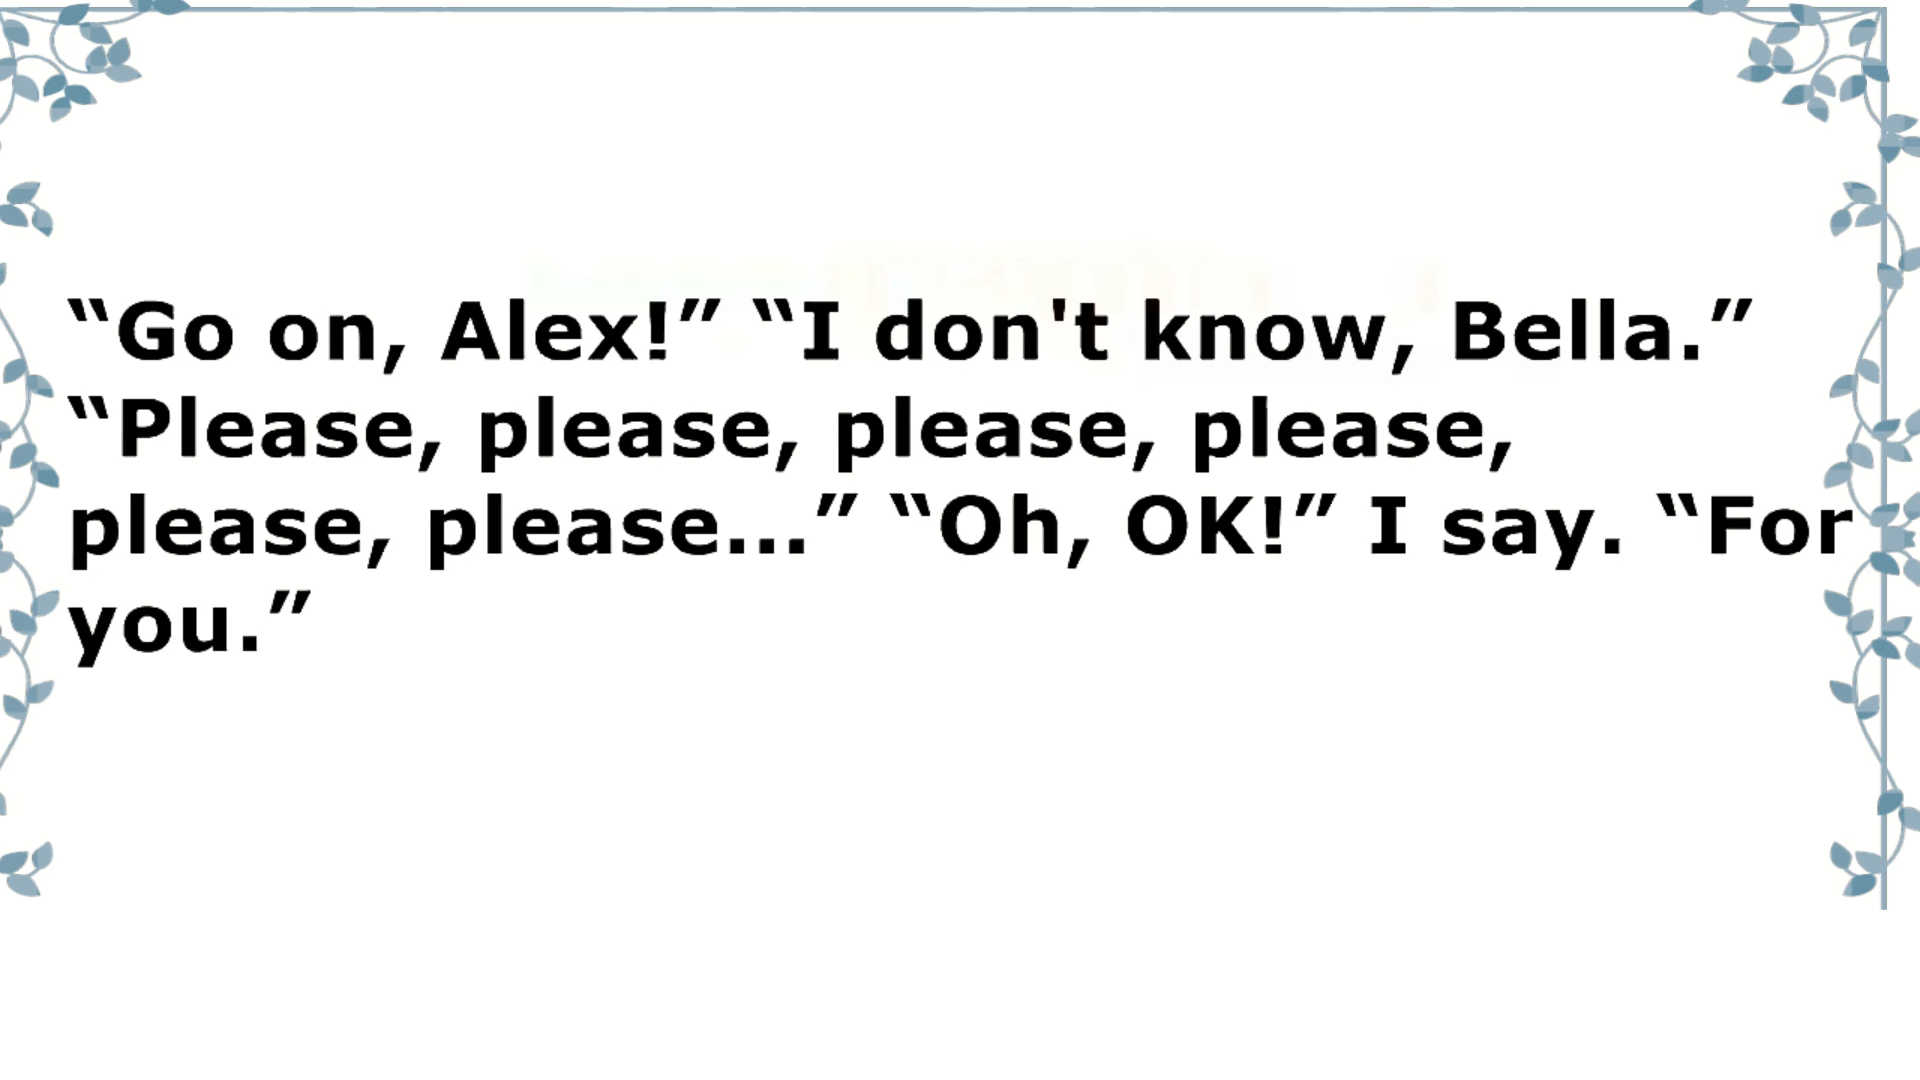 “Go on, Alex!” “I don't know, Bella.”
“Please, please, please, please,
please, please...” “Oh, OK!” I say. “For
you.”